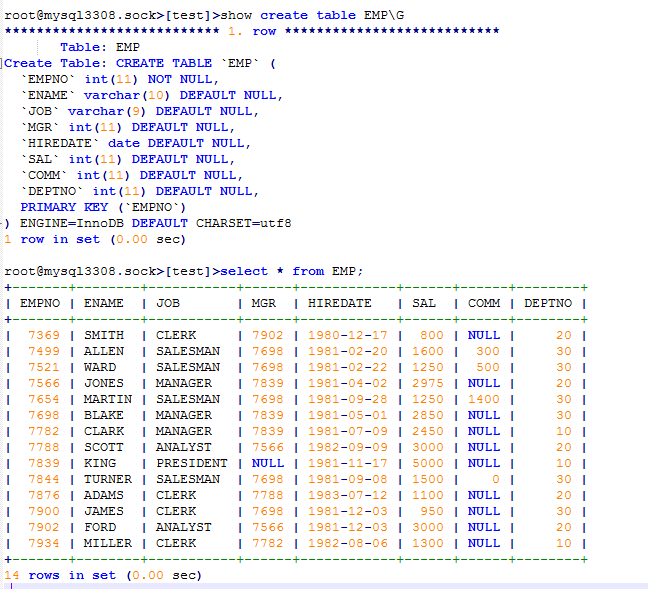 root@mysql3308.sock>[test]>show create table EMP\G
*************************** 1. row ***************************
       Table: EMP
Create Table: CREATE TABLE `EMP` (
  `EMPNO` int(11) NOT NULL,
  `ENAME` varchar(10) DEFAULT NULL,
  `JOB` varchar(9) DEFAULT NULL,
  `MGR` int(11) DEFAULT NULL,
  `HIREDATE` date DEFAULT NULL,
  `SAL` int(11) DEFAULT NULL,
  `COMM` int(11) DEFAULT NULL,
  `DEPTNO` int(11) DEFAULT NULL,
  PRIMARY KEY (`EMPNO`)
) ENGINE=InnoDB DEFAULT CHARSET=utf8
1 row in set (0.00 sec)
root@mysql3308.sock>[test]>select * from EMP;
+-------+--------+-----------+------+------------+------+------+--------+
| EMPNO | ENAME  | JOB       | MGR  | HIREDATE   | SAL  | COMM | DEPTNO |
+-------+--------+-----------+------+------------+------+------+--------+
|  7369 | SMITH  | CLERK     | 7902 | 1980-12-17 |  800 | NULL |     20 |
|  7499 | ALLEN  | SALESMAN  | 7698 | 1981-02-20 | 1600 |  300 |     30 |
|  7521 | WARD   | SALESMAN  | 7698 | 1981-02-22 | 1250 |  500 |     30 |
|  7566 | JONES  | MANAGER   | 7839 | 1981-04-02 | 2975 | NULL |     20 |
|  7654 | MARTIN | SALESMAN  | 7698 | 1981-09-28 | 1250 | 1400 |     30 |
|  7698 | BLAKE  | MANAGER   | 7839 | 1981-05-01 | 2850 | NULL |     30 |
|  7782 | CLARK  | MANAGER   | 7839 | 1981-07-09 | 2450 | NULL |     10 |
|  7788 | SCOTT  | ANALYST   | 7566 | 1982-09-09 | 3000 | NULL |     20 |
|  7839 | KING   | PRESIDENT | NULL | 1981-11-17 | 5000 | NULL |     10 |
|  7844 | TURNER | SALESMAN  | 7698 | 1981-09-08 | 1500 |    0 |     30 |
|  7876 | ADAMS  | CLERK     | 7788 | 1983-07-12 | 1100 | NULL |     20 |
|  7900 | JAMES  | CLERK     | 7698 | 1981-12-03 |  950 | NULL |     30 |
|  7902 | FORD   | ANALYST   | 7566 | 1981-12-03 | 3000 | NULL |     20 |
|  7934 | MILLER | CLERK     | 7782 | 1982-08-06 | 1300 | NULL |     10 |
+-------+--------+-----------+------+------------+------+------+--------+
14 rows in set (0.00 sec)